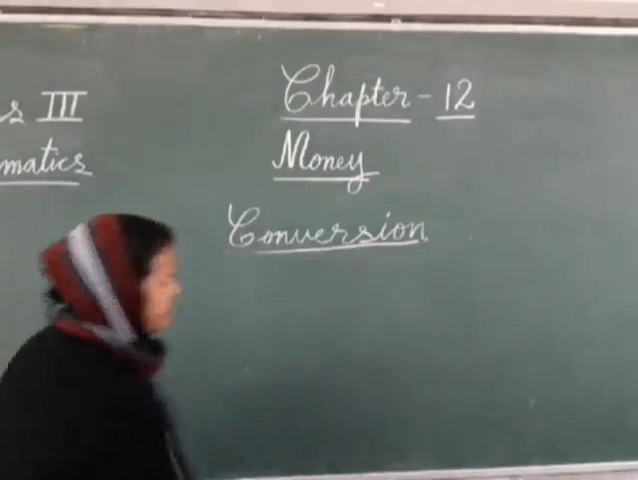 s III
matics
Chapter - 12
Money
Conversion